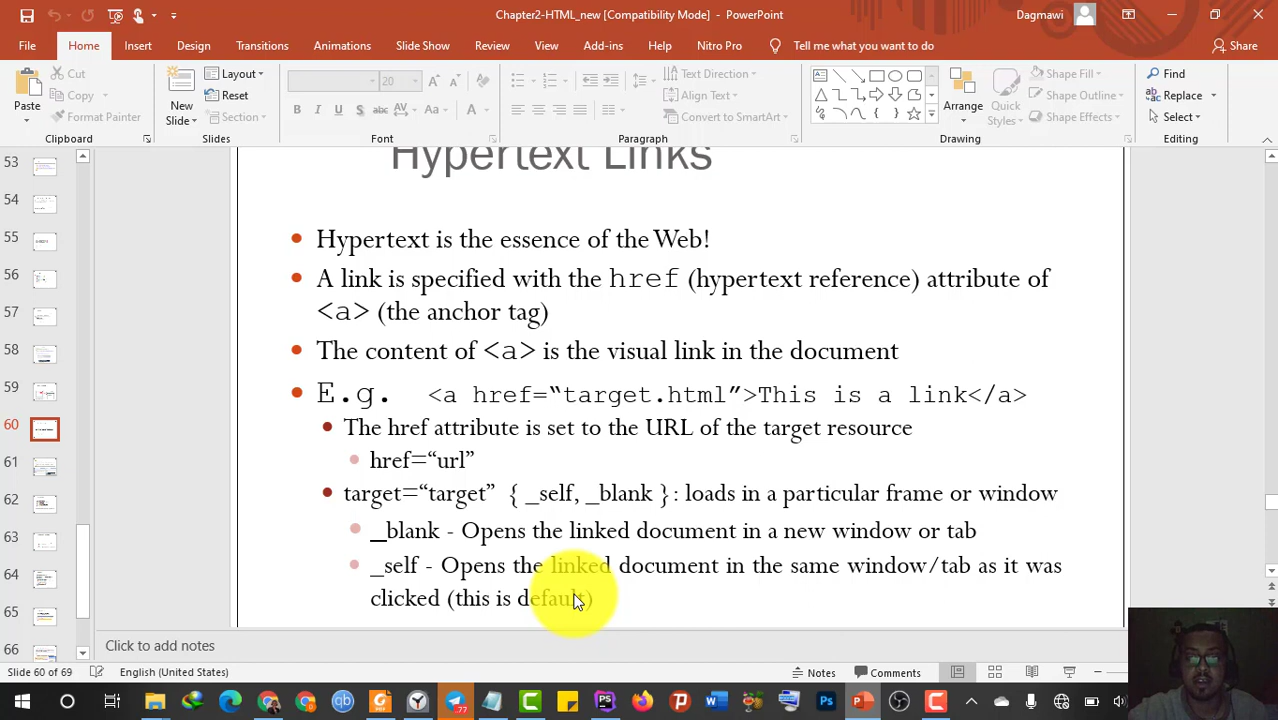 Chapter2-HTML_new [Compatibility Mode] - PowerPoint
Dagmawi
File Home Insert Design Transitions Animations Slide Show Review View Add-ins Help Nitro Pro Tell me what you want to do Share
Paste
Cut
Copy
Format Painter
Clipboard
New Slide
Layout
Reset
Section
Slides
20
B I U S abc AV Aa A
Font
Text Direction
Align Text
Convert to SmartArt
Paragraph
Arrange
Quick Styles
Shape Fill
Shape Outline
Shape Effects
Drawing
Find
Replace
Select
Editing
53
54
55
56
57
58
59
60
61
62
63
64
65
66
Hypertext Links
Hypertext is the essence of the Web!
A link is specified with the href (hypertext reference) attribute of
<a> (the anchor tag)
The content of <a> is the visual link in the document
E.g. <a href=“target.html”>This is a link</a>
The href attribute is set to the URL of the target resource
href=“url”
target=“target” { _self, _blank }: loads in a particular frame or window
_blank - Opens the linked document in a new window or tab
_self - Opens the linked document in the same window/tab as it was
clicked (this is default)
Click to add notes
Slide 60 of 69 English (United States) Notes Comments